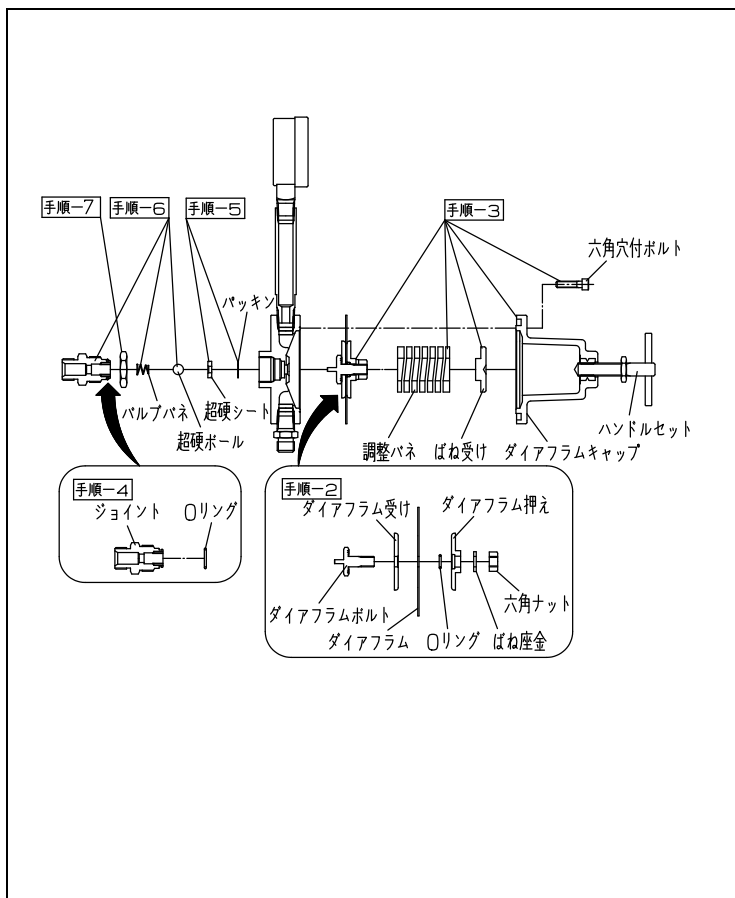 手順-7 手順-6 手順-5 手順-3
六角穴付ボルト
パッキン
バルブバネ 超硬シート
超硬ボール
調整バネ ばね受け ダイアフラムキャップ
ハンドルセット
手順-4
ジョイント Oリング
手順-2
ダイアフラム受け ダイアフラム押え
六角ナット
ダイアフラムボルト
ダイアフラム Oリング ばね座金